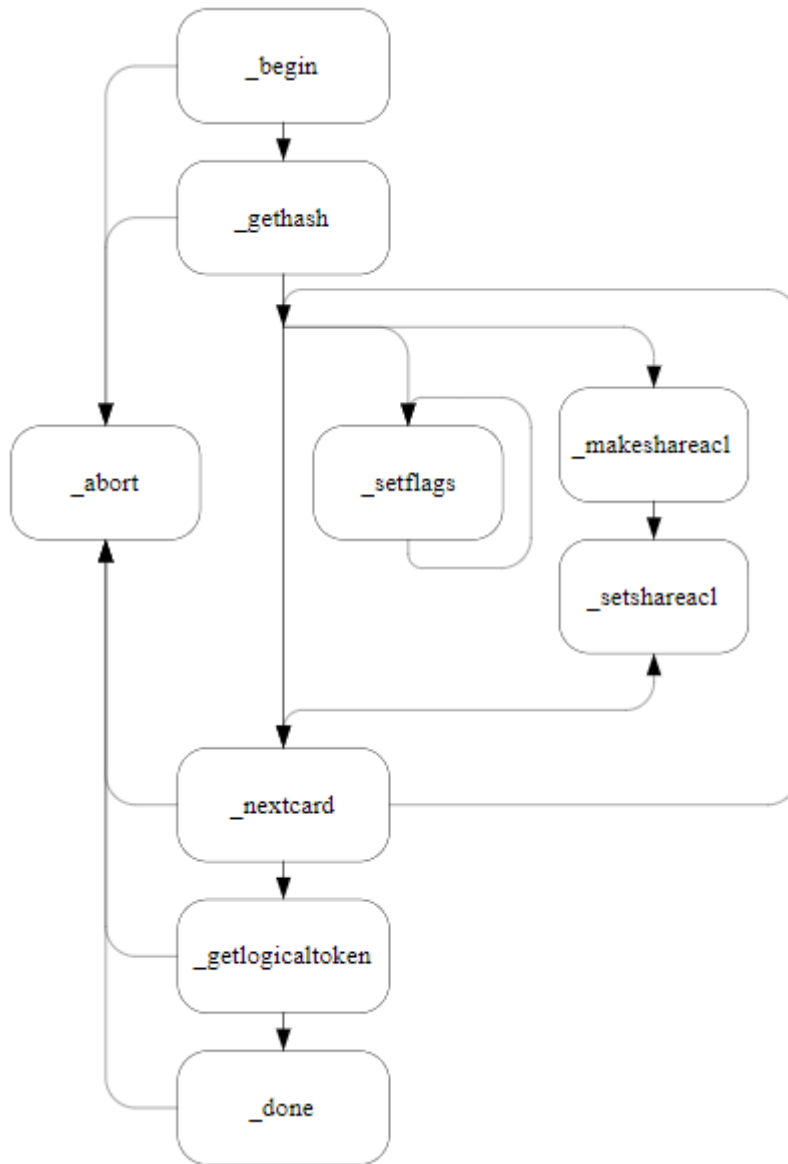 _begin
_gethash
_makeshareacl
_abort
_setflags
_setshareacl
_nextcard
_getlogicaltoken
_done